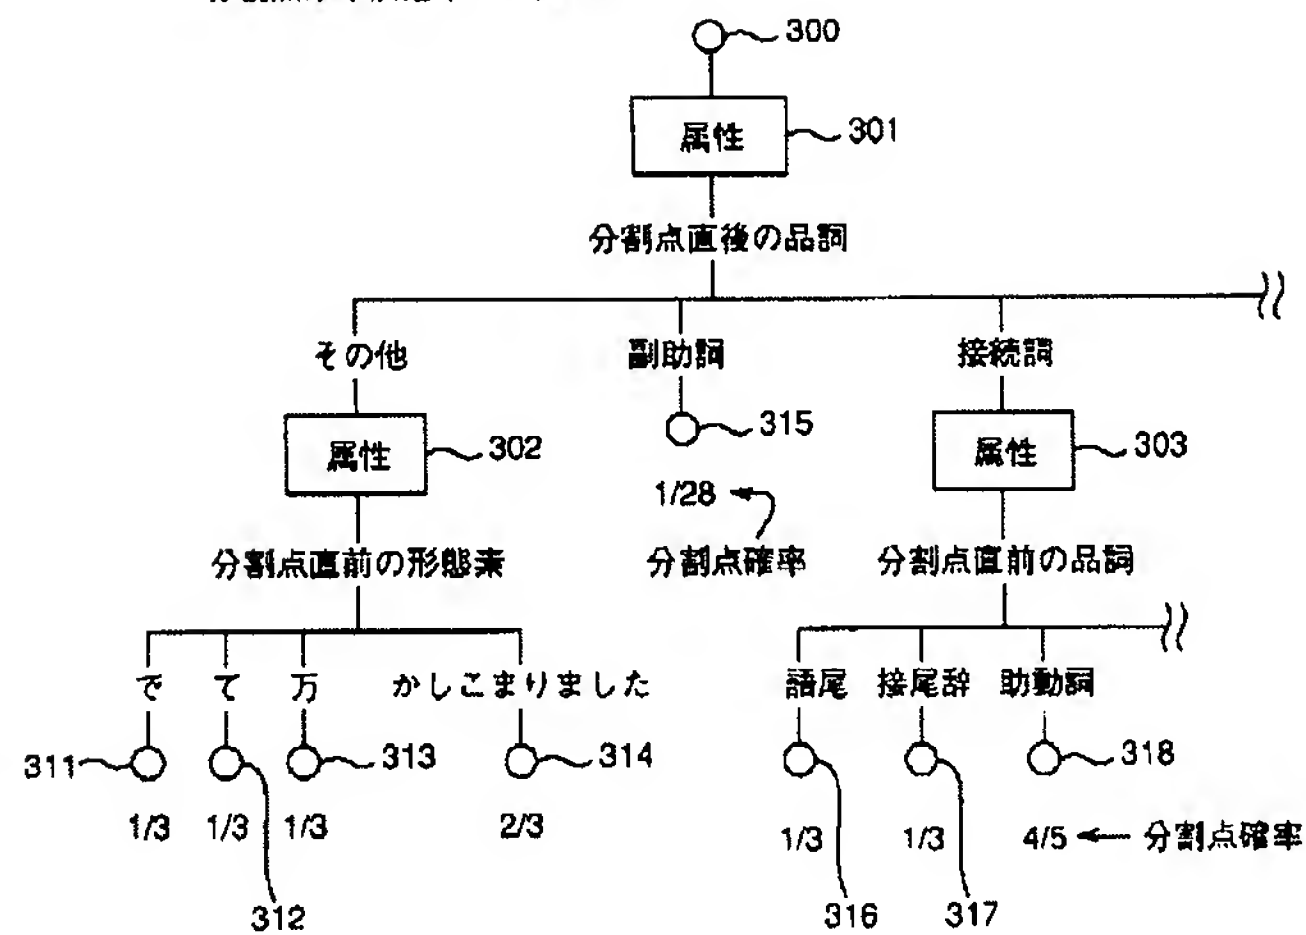 300
属性
301
分割点直後の品詞
その他
副助詞
接続詞
属性
302
315
属性
303
1/28
分割点直前の形態素
分割点確率
分割点直前の品詞
で
て
万
かしこまりました
語尾
接尾辞
助動詞
311
313
314
318
1/3
1/3
1/3
2/3
1/3
1/3
4/5
分割点確率
312
316
317